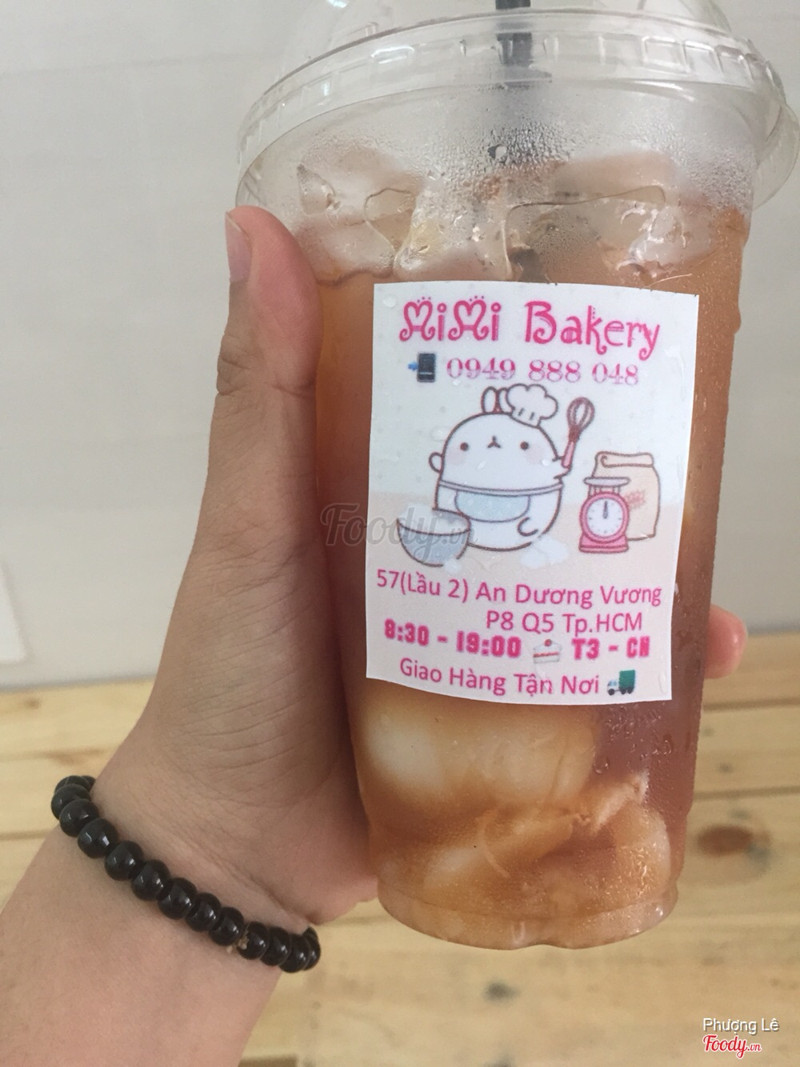 MiMi Bakery
0949 888 048
Foody.vn
57(Lầu 2) An Dương Vương
P8 Q5 Tp.HCM
8:30 - 19:00 T3 - CN
Giao Hàng Tận Nơi
Phượng Lê
Foody.vn